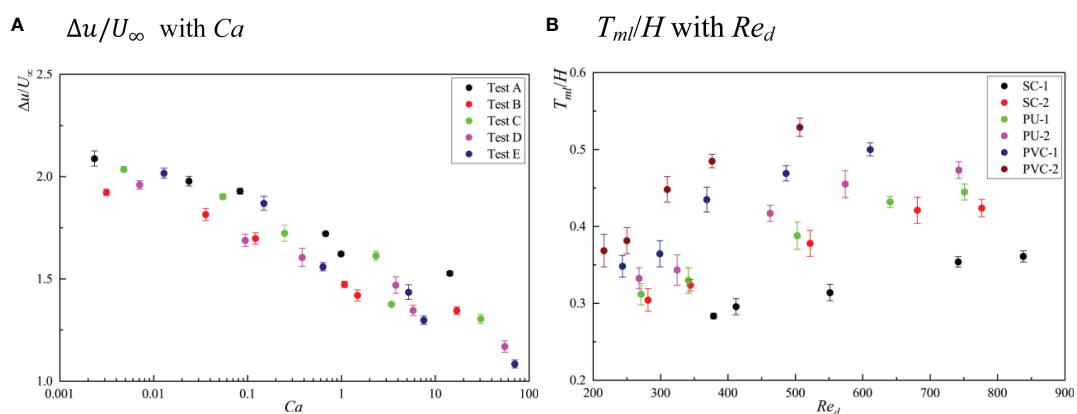 A Δu/U∞ with Ca
Δu/U∞
2.5
2.0
1.5
1.0
0.001 0.01 0.1 1 10 100
Ca
Test A
Test B
Test C
Test D
Test E
B Tml/H with Red
Tml/H
0.6
0.5
0.4
0.3
0.2
200 300 400 500 600 700 800 900
Red
SC-1
SC-2
PU-1
PU-2
PVC-1
PVC-2